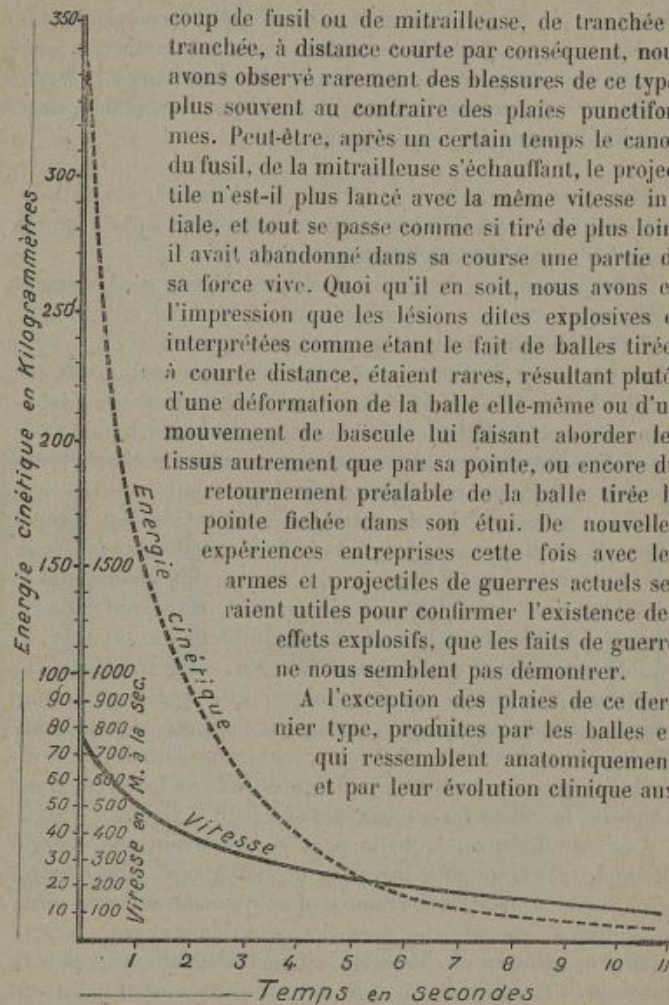 coup de fusil ou de mitrailleuse, de tranchée
tranchée, à distance courte par conséquent, nou
avons observé rarement des blessures de ce typ
plus souvent au contraire des plaies punctifor
mes. Peut-être, après un certain temps le cano
du fusil, de la mitrailleuse s'échauffant, le projec
tile n'est-il plus lancé avec la même vitesse in
tiale, et tout se passe comme si tiré de plus loin
il avait abandonné dans sa course une partie d
sa force vive. Quoi qu'il en soit, nous avons e
l'impression que les lésions dites explosives e
interprétées comme étant le fait de balles tirée
à courte distance, étaient rares, résultant plutô
d'une déformation de la balle elle-même ou d'u
mouvement de bascule lui faisant aborder le
tissus autrement que par sa pointe, ou encore d
retournement préalable de la balle tirée l
pointe fichée dans son étui. De nouvelle
expériences entreprises cette fois avec le
armes et projectiles de guerres actuels se
raient utiles pour confirmer l'existence de
effets explosifs, que les faits de guerr
ne nous semblent pas démontrer.
A l'exception des plaies de ce der
nier type, produites par les balles e
qui ressemblent anatomiquemen
et par leur évolution clinique aux
Energie cinétique en Kilogrammètres
350
300
250
200
150
100
90
80
70
60
50
40
30
20
10
1500
1000
900
800
700
600
500
400
300
200
100
Vitesse en M. à la sec.
Energie cinétique
Vitesse
1 2 3 4 5 6 7 8 9 10 11
Temps en secondes